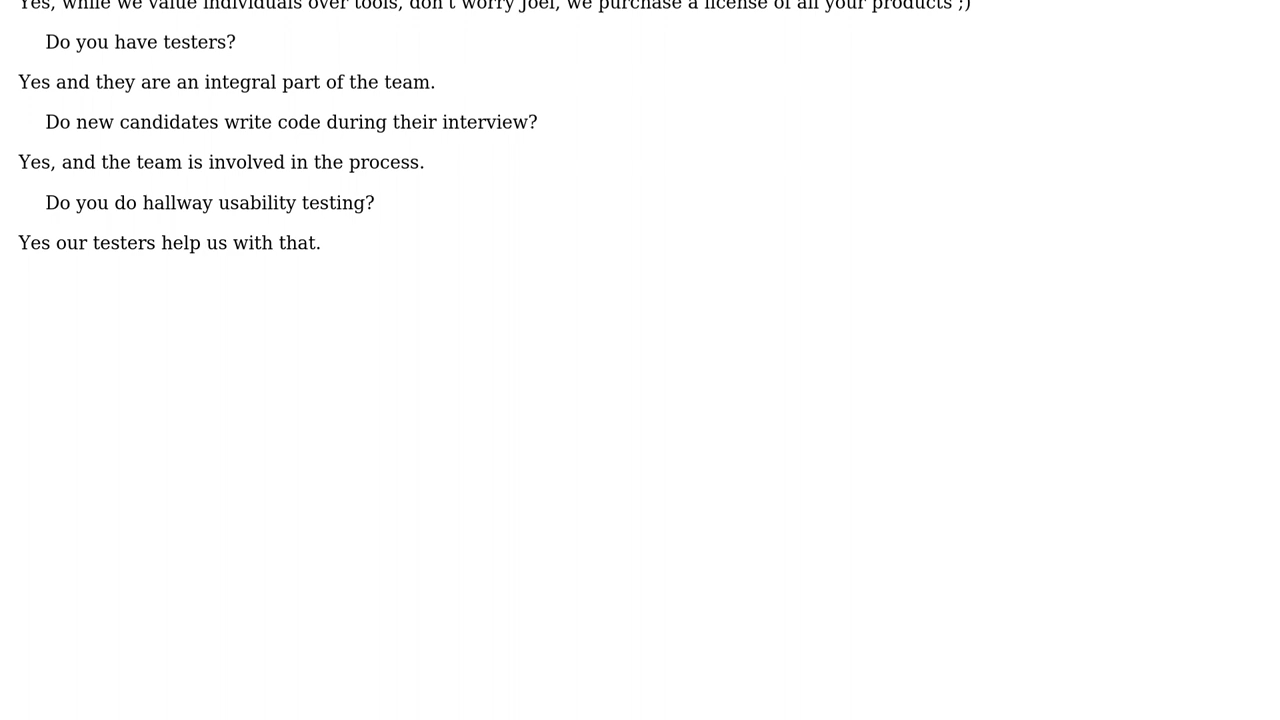 Yes, while we value individuals over tools, don't worry Joel, we purchase a license of all your products ;)
Do you have testers?
Yes and they are an integral part of the team.
Do new candidates write code during their interview?
Yes, and the team is involved in the process.
Do you do hallway usability testing?
Yes our testers help us with that.